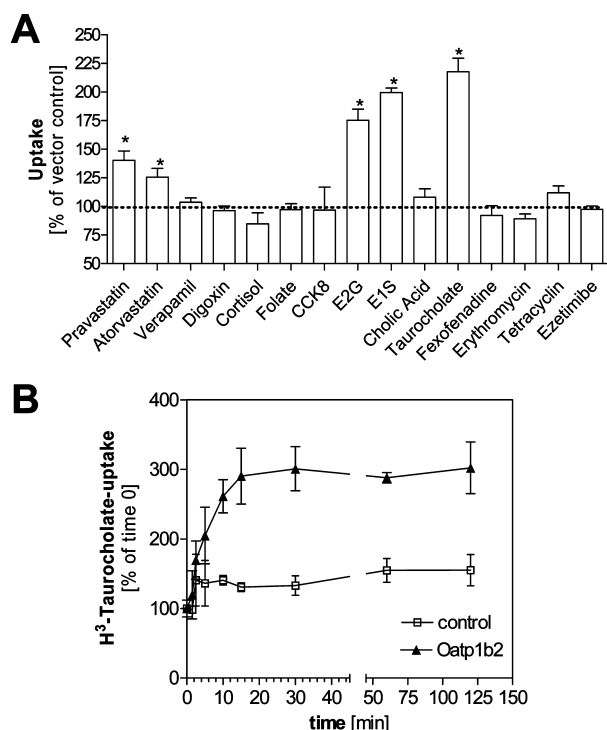 A
Uptake
[% of vector control]
250
225
200
175
150
125
100
75
50
* * * * *
Pravastatin
Atorvastatin
Verapamil
Digoxin
Cortisol
Folate
CCK8
E2G
E1S
Cholic Acid
Taurocholate
Fexofenadine
Erythromycin
Tetracyclin
Ezetimibe
B
H³-Taurocholate-uptake
[% of time 0]
400
300
200
100
0
control
Oatp1b2
0 10 20 30 40 50 75 100 125 150
time [min]